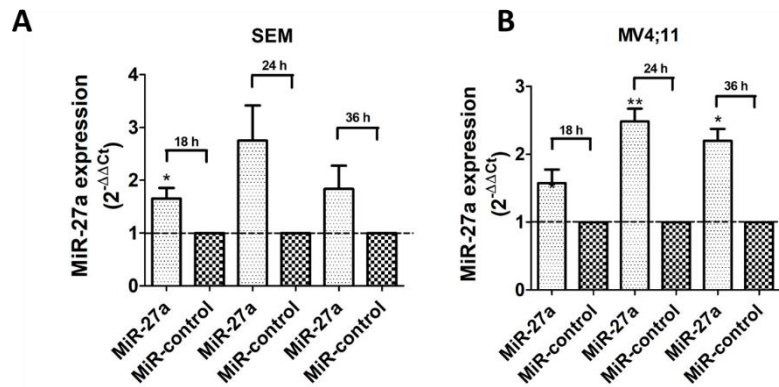 A
SEM
MiR-27a expression
(2-ΔΔCt)
4
3
2
1
0
18 h
24 h
36 h
*
MiR-27a
MiR-control
MiR-27a
MiR-control
MiR-27a
MiR-control
B
MV4;11
MiR-27a expression
(2-ΔΔCt)
3
2
1
0
18 h
24 h
36 h
*
**
*
MiR-27a
MiR-control
MiR-27a
MiR-control
MiR-27a
MiR-control